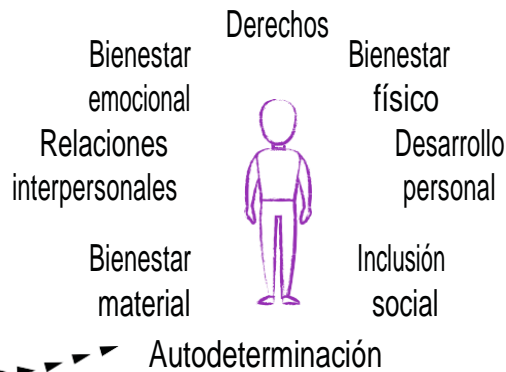 Derechos
Bienestar
emocional
Bienestar
físico
Relaciones
interpersonales
Desarrollo
personal
Bienestar
material
Inclusión
social
Autodeterminación